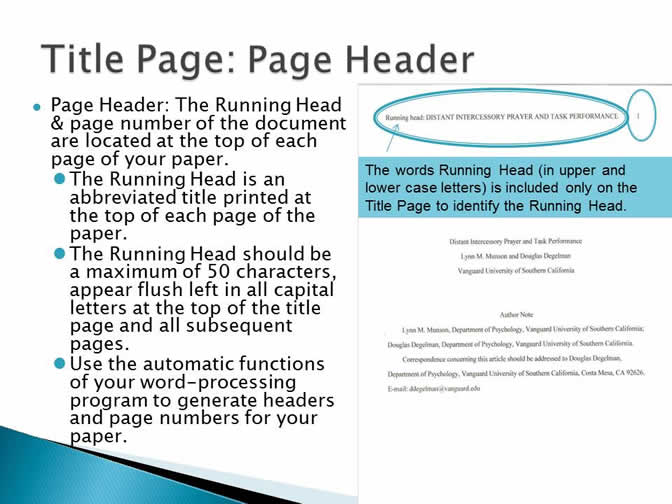 Title Page: Page Header
Page Header: The Running Head
& page number of the document
are located at the top of each
page of your paper.
The Running Head is an
abbreviated title printed at
the top of each page of the
paper.
The Running Head should be
a maximum of 50 characters,
appear flush left in all capital
letters at the top of the title
page and all subsequent
pages.
Use the automatic functions
of your word-processing
program to generate headers
and page numbers for your
paper.
Running head: DISTANT INTERCESSORY PRAYER AND TASK PERFORMANCE 1
The words Running Head (in upper and
lower case letters) is included only on the
Title Page to identify the Running Head.
Distant Intercessory Prayer and Task Performance
Lynn M. Munson and Douglas Degelman
Vanguard University of Southern California
Author Note
Lynn M. Munson, Department of Psychology, Vanguard University of Southern California;
Douglas Degelman, Department of Psychology, Vanguard University of Southern California.
Correspondence concerning this article should be addressed to Douglas Degelman,
Department of Psychology, Vanguard University of Southern California, Costa Mesa, CA 92626.
E-mail: ddegelman@vanguard.edu